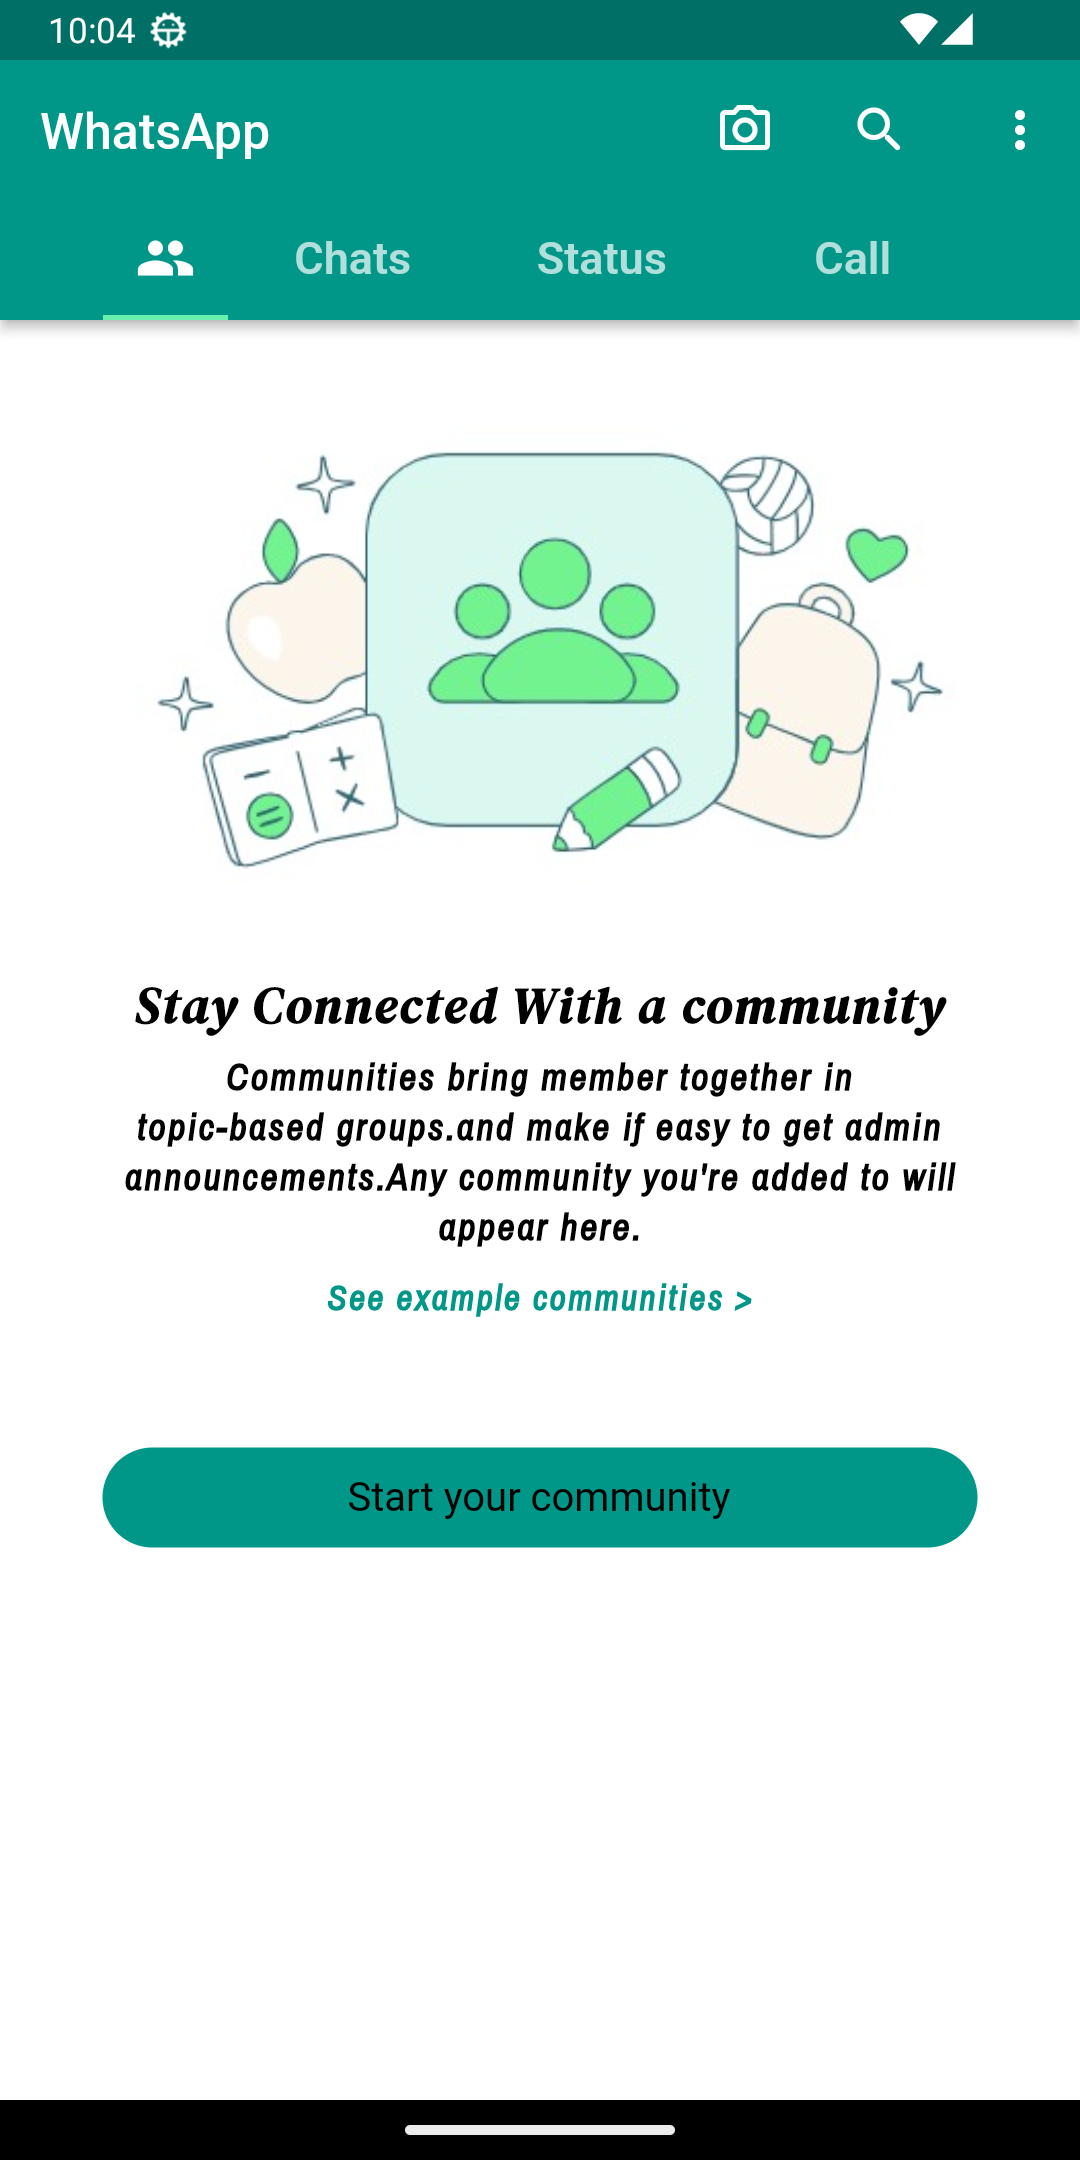 10:04
WhatsApp
Chats Status Call
Stay Connected With a community
Communities bring member together in
topic-based groups.and make if easy to get admin
announcements.Any community you're added to will
appear here.
See example communities >
Start your community